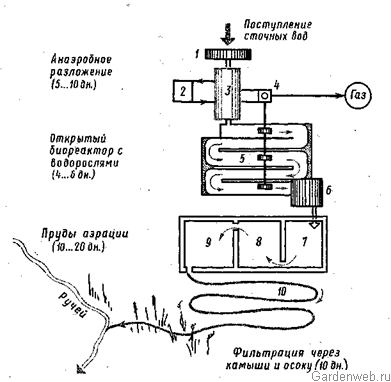 Поступление
сточных вод
1
Анаэробное
разложение
(5...10 дн.)
2
3
4
Газ
Открытый
биореактор с
водорослями
(4...6 дн.)
5
6
Пруды аэрации
(10...20 дн.)
9
8
7
ручей
10
Фильтрация через
камыши и осоку (10 дн.)
Gardenweb.ru